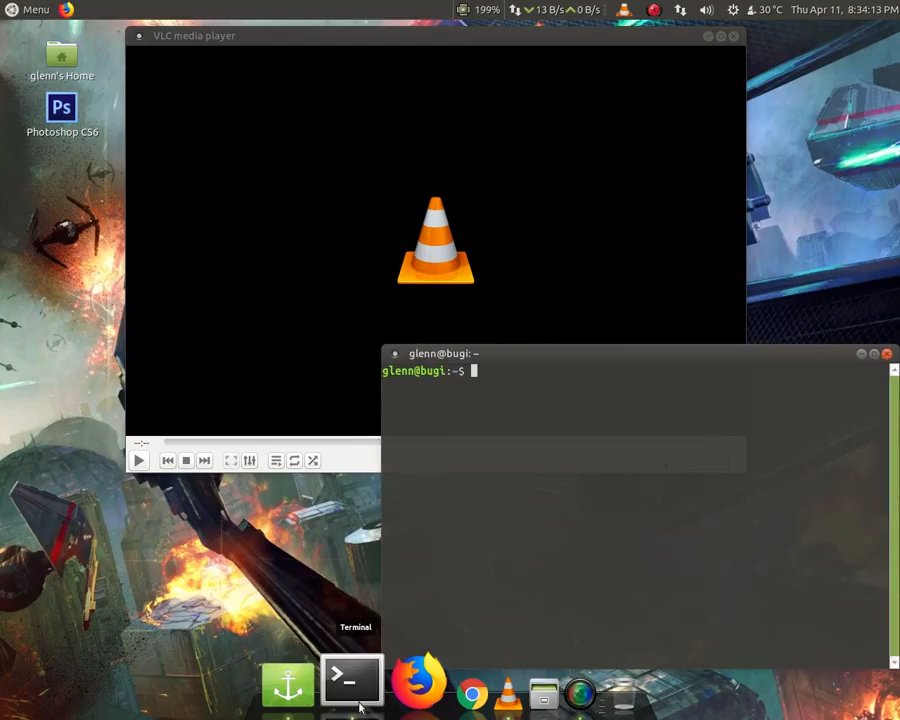 Menu
199%
13 B/s
0 B/s
30 °C
Thu Apr 11, 8:34:13 PM
VLC media player
glenn's Home
Ps
Photoshop CS6
glenn@bugi: ~
glenn@bugi:~$
--:--
Terminal
>_